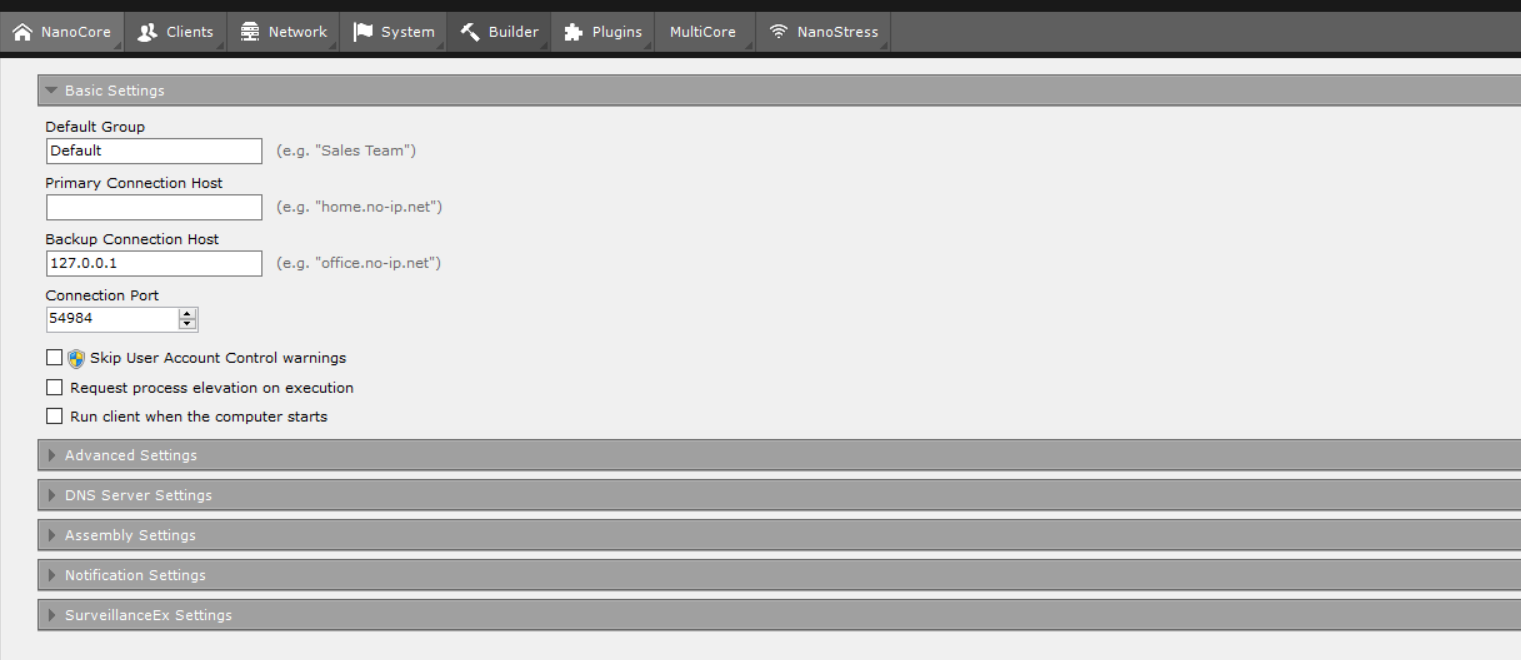 NanoCore Clients Network System Builder Plugins MultiCore NanoStress
Basic Settings
Default Group
Default (e.g. "Sales Team")
Primary Connection Host
(e.g. "home.no-ip.net")
Backup Connection Host
127.0.0.1 (e.g. "office.no-ip.net")
Connection Port
54984
Skip User Account Control warnings
Request process elevation on execution
Run client when the computer starts
Advanced Settings
DNS Server Settings
Assembly Settings
Notification Settings
SurveillanceEx Settings